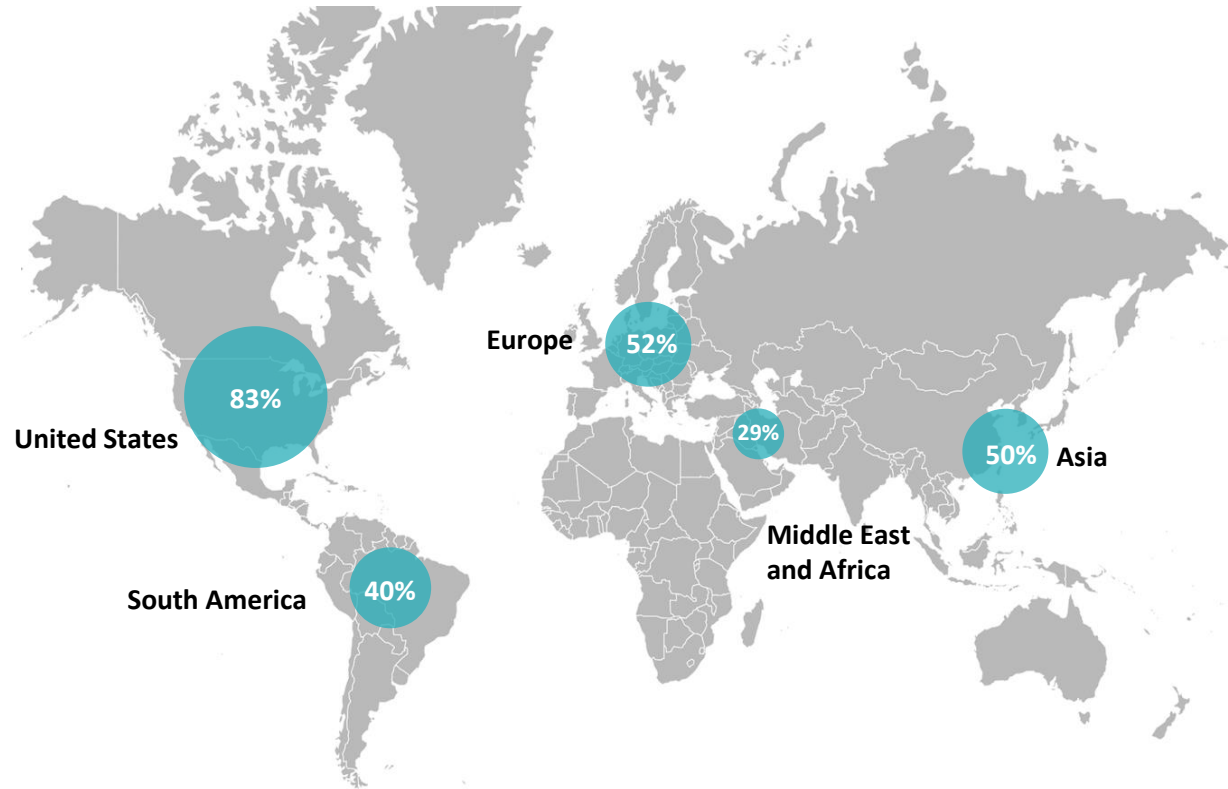 Europe
52%
83%
29%
United States
50%
Asia
Middle East
and Africa
40%
South America